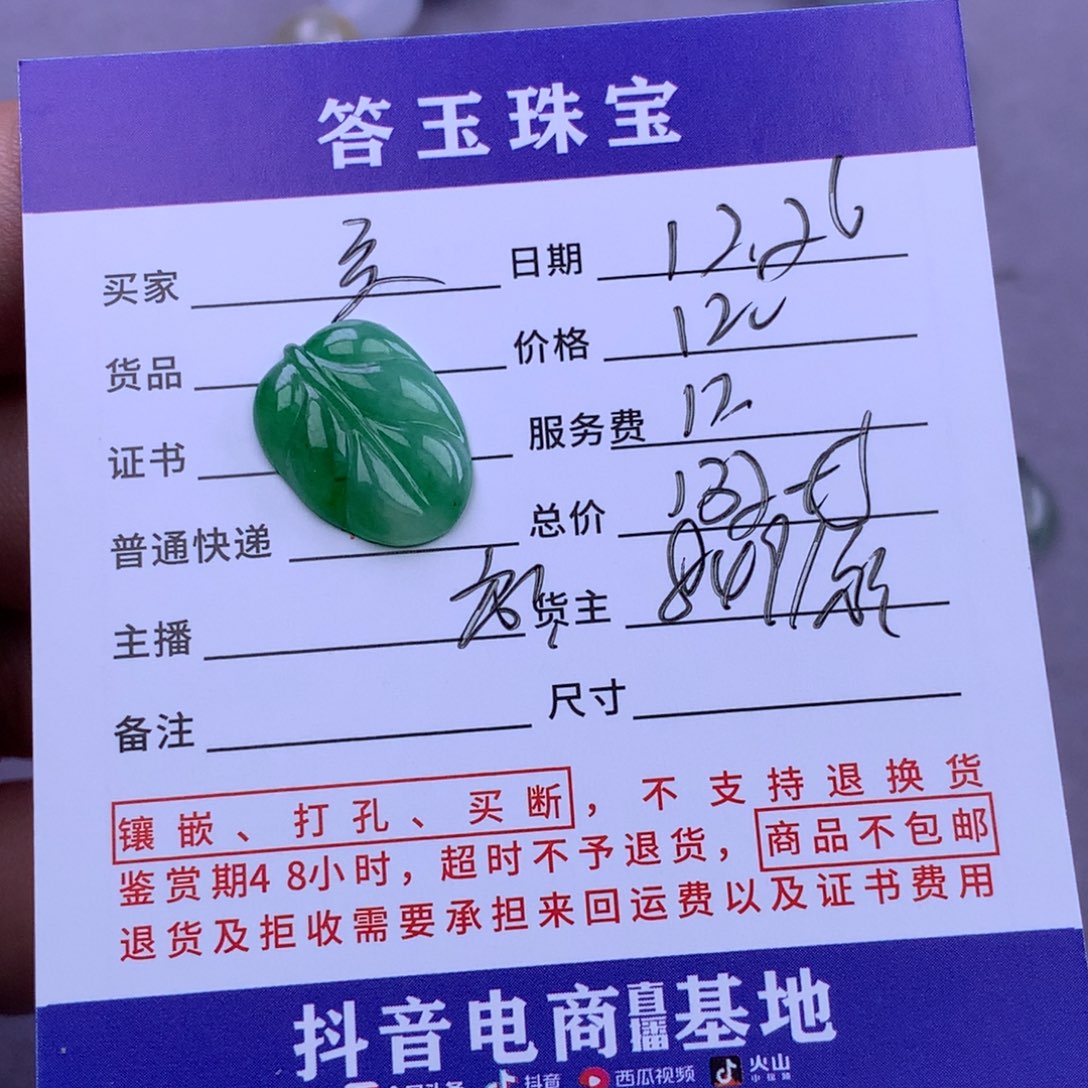 答玉珠宝
买家 日期 12.26
货品 价格 120
证书 服务费 12
普通快递 总价 132
主播 货主
备注 尺寸
镶嵌、打孔、买断，不支持退换货
鉴赏期48小时，超时不予退货，商品不包邮
退货及拒收需要承担来回运费以及证书费用
抖音电商直播基地
抖音 西瓜视频 火山